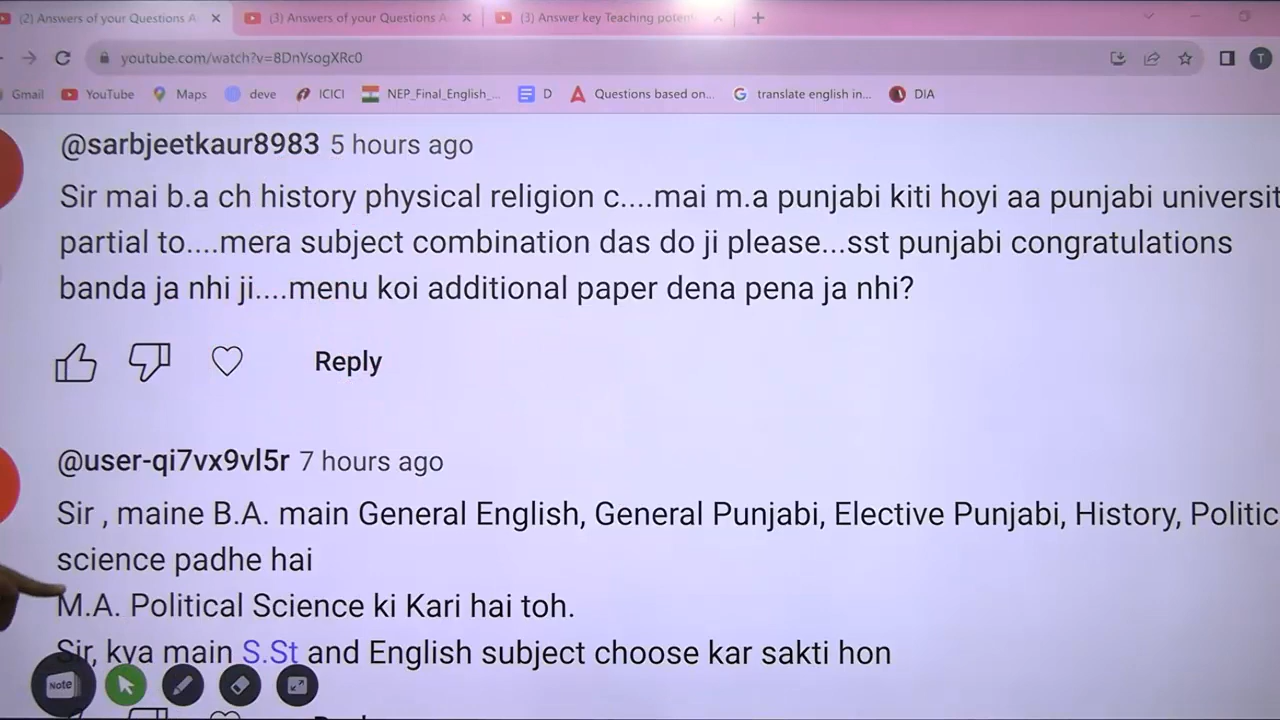 (2) Answers of your Questions A
(3) Answers of your Questions A
(3) Answer key Teaching poten
youtube.com/watch?v=8DnYsogXRc0
T
Gmail
YouTube
Maps
deve
ICICI
NEP_Final_English_...
D
Questions based on...
translate english in...
DIA
@sarbjeetkaur8983 5 hours ago
Sir mai b.a ch history physical religion c....mai m.a punjabi kiti hoyi aa punjabi universit
partial to....mera subject combination das do ji please...sst punjabi congratulations
banda ja nhi ji....menu koi additional paper dena pena ja nhi?
Reply
@user-qi7vx9vl5r 7 hours ago
Sir , maine B.A. main General English, General Punjabi, Elective Punjabi, History, Politic
science padhe hai
M.A. Political Science ki Kari hai toh.
Sir, kya main S.St and English subject choose kar sakti hon
Note